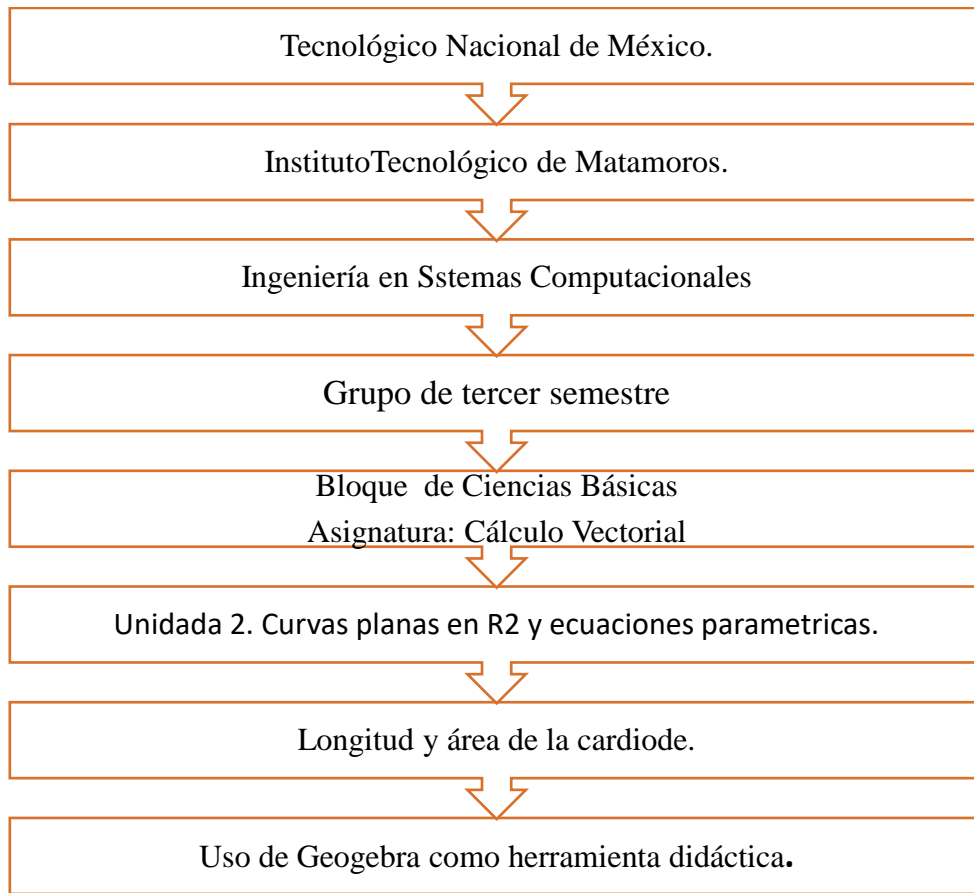 Tecnológico Nacional de México.
InstitutoTecnológico de Matamoros.
Ingeniería en Sstemas Computacionales
Grupo de tercer semestre
Bloque de Ciencias Básicas
Asignatura: Cálculo Vectorial
Unidada 2. Curvas planas en R2 y ecuaciones parametricas.
Longitud y área de la cardiode.
Uso de Geogebra como herramienta didáctica.